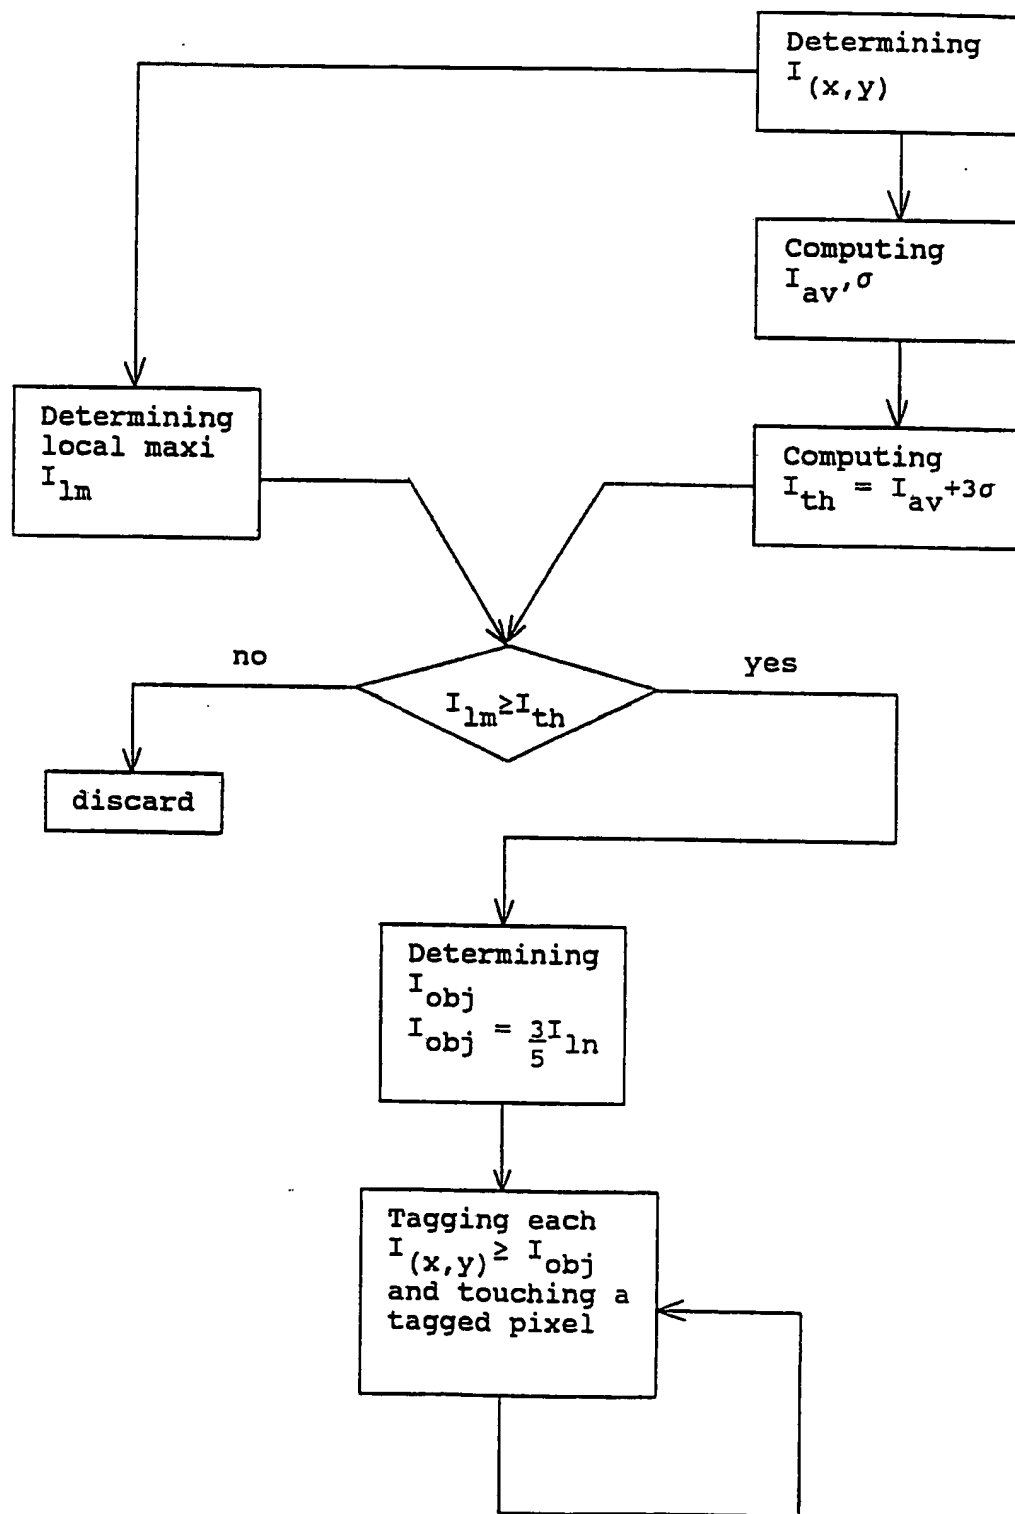 Determining
I(x,y)
Computing
Iav,σ
Determining
local maxi
Ilm
Computing
Ith = Iav+3σ
no
yes
Ilm≥Ith
discard
Determining
Iobj
Iobj = 3/5 Iln
Tagging each
I(x,y)≥ Iobj
and touching a
tagged pixel